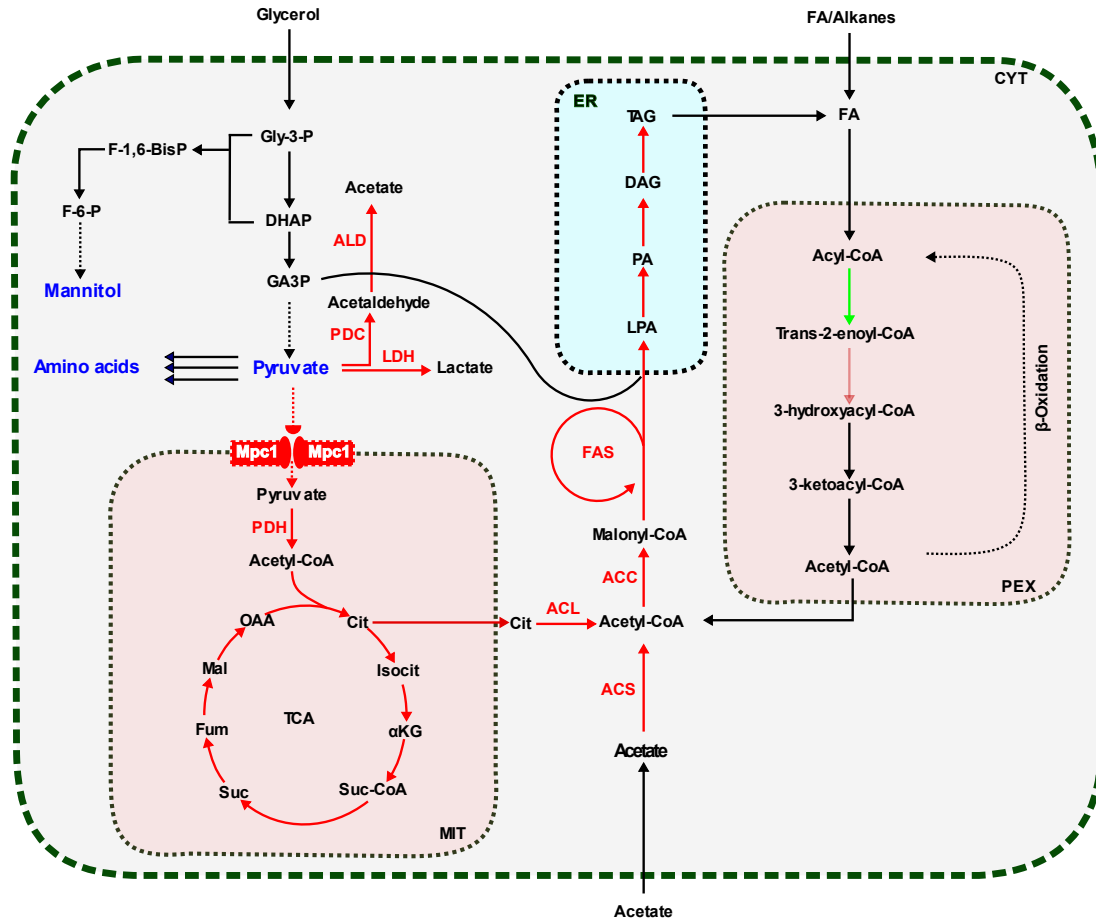 Glycerol
FA/Alkanes
CYT
ER
TAG
FA
Gly-3-P
F-1,6-BisP
DAG
Acetate
F-6-P
DHAP
ALD
PA
Acyl-CoA
GA3P
Mannitol
Acetaldehyde
LPA
PDC
Trans-2-enoyl-CoA
LDH
Amino acids
Pyruvate
Lactate
β-Oxidation
3-hydroxyacyl-CoA
Mpc1 Mpc1
FAS
3-ketoacyl-CoA
Pyruvate
PDH
Malonyl-CoA
Acetyl-CoA
ACC
Acetyl-CoA
PEX
OAA
Cit
Cit
ACL
Acetyl-CoA
Mal
Isocit
ACS
TCA
Fum
αKG
Acetate
Suc
Suc-CoA
MIT
Acetate